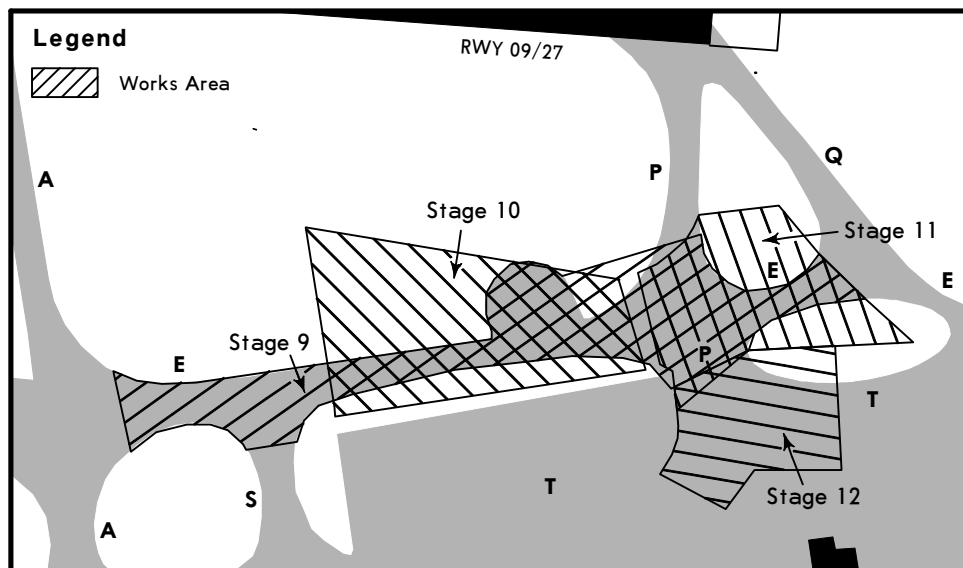 Legend
Works Area
RWY 09/27
A
P
Q
Stage 10
Stage 11
E
E
Stage 9
E
P
T
T
S
Stage 12
A